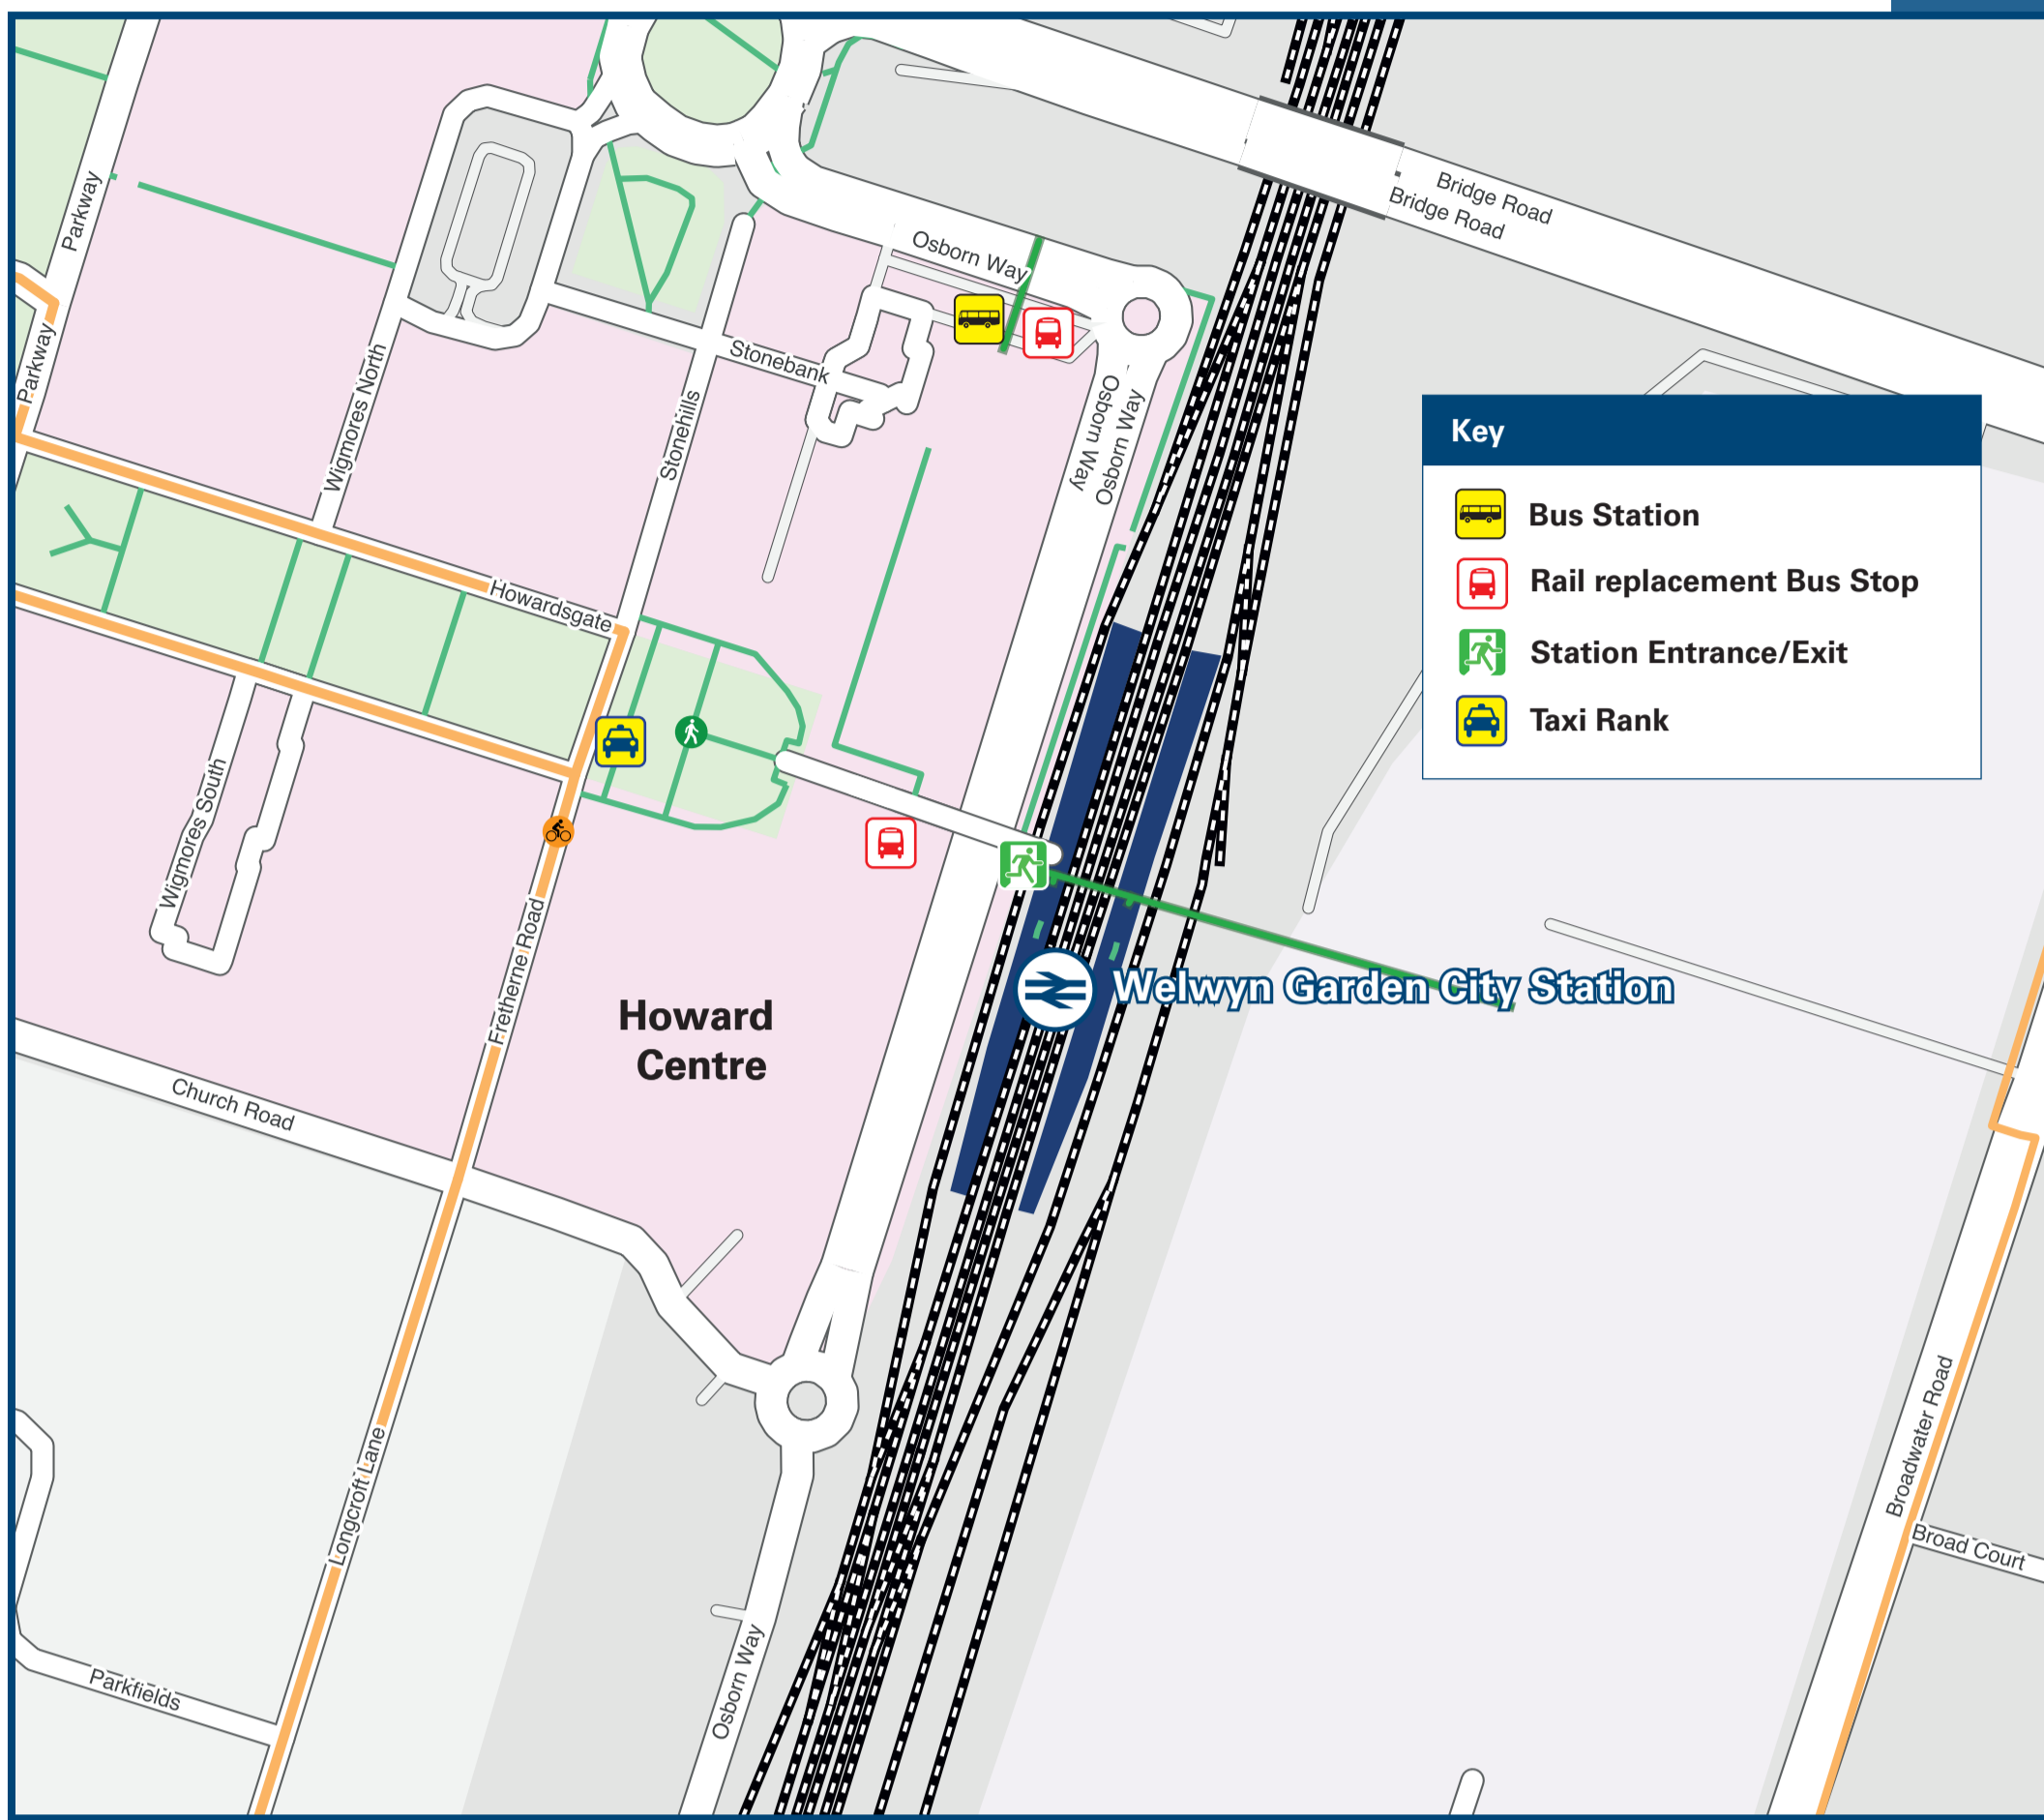 Parkway
Parkway
Wigmores North
Osborn Way
Bridge Road
Bridge Road
Stonebank
Stonehills
Osborn Way
Osborn Way
Key
Bus Station
Rail replacement Bus Stop
Station Entrance/Exit
Taxi Rank
Howardsgate
Wigmores South
Fretherne Road
Welwyn Garden City Station
Howard
Centre
Church Road
Longcroft Lane
Broadwater Road
Broad Court
Parkfields
Osborn Way